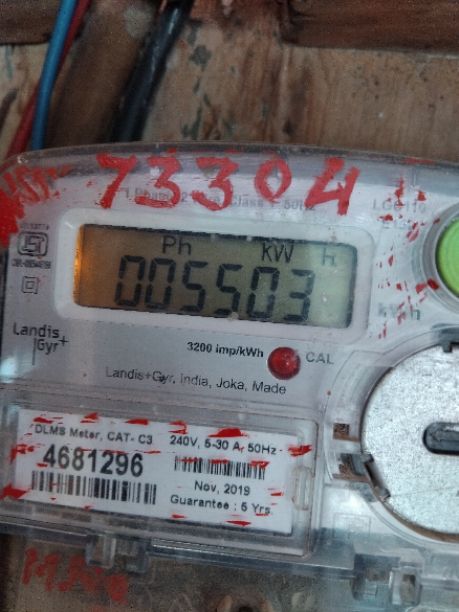 73304
Ph kW h
005503
Landis+
Gyr+
3200 imp/kWh
CAL
Landis+Gyr, India, Joka, Made
DLMS Meter, CAT- C3
240V, 5-30 A, 50Hz
4681296
Nov, 2019
Guarantee : 5 Yrs.